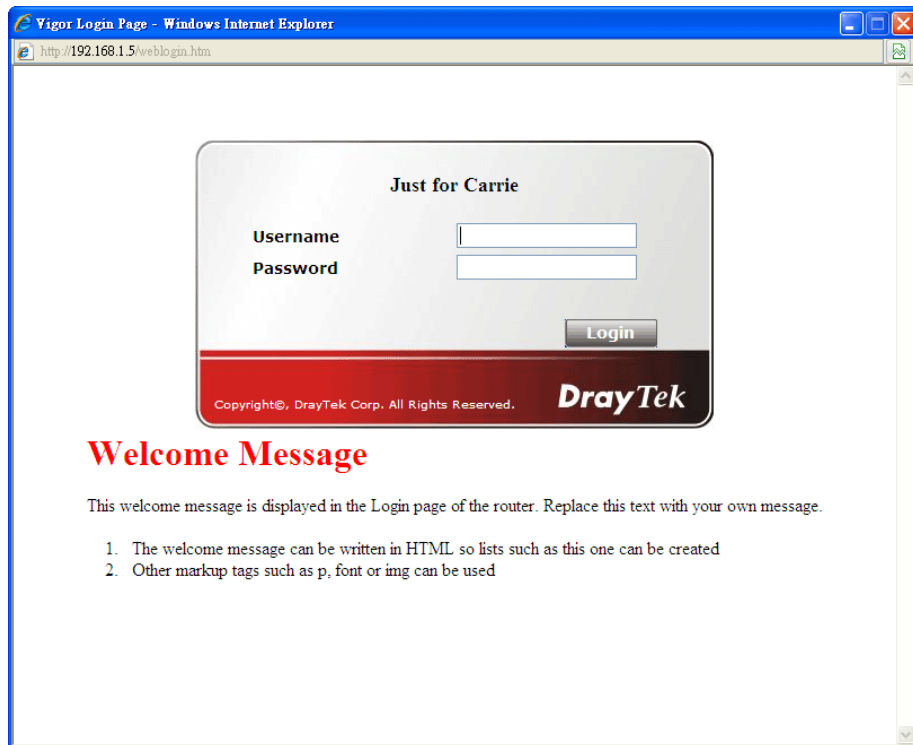 Vigor Login Page - Windows Internet Explorer
http://192.168.1.5/weblogin.htm
Just for Carrie
Username
Password
Login
Copyright©, DrayTek Corp. All Rights Reserved.
DrayTek
Welcome Message
This welcome message is displayed in the Login page of the router. Replace this text with your own message.
1. The welcome message can be written in HTML so lists such as this one can be created
2. Other markup tags such as p, font or img can be used